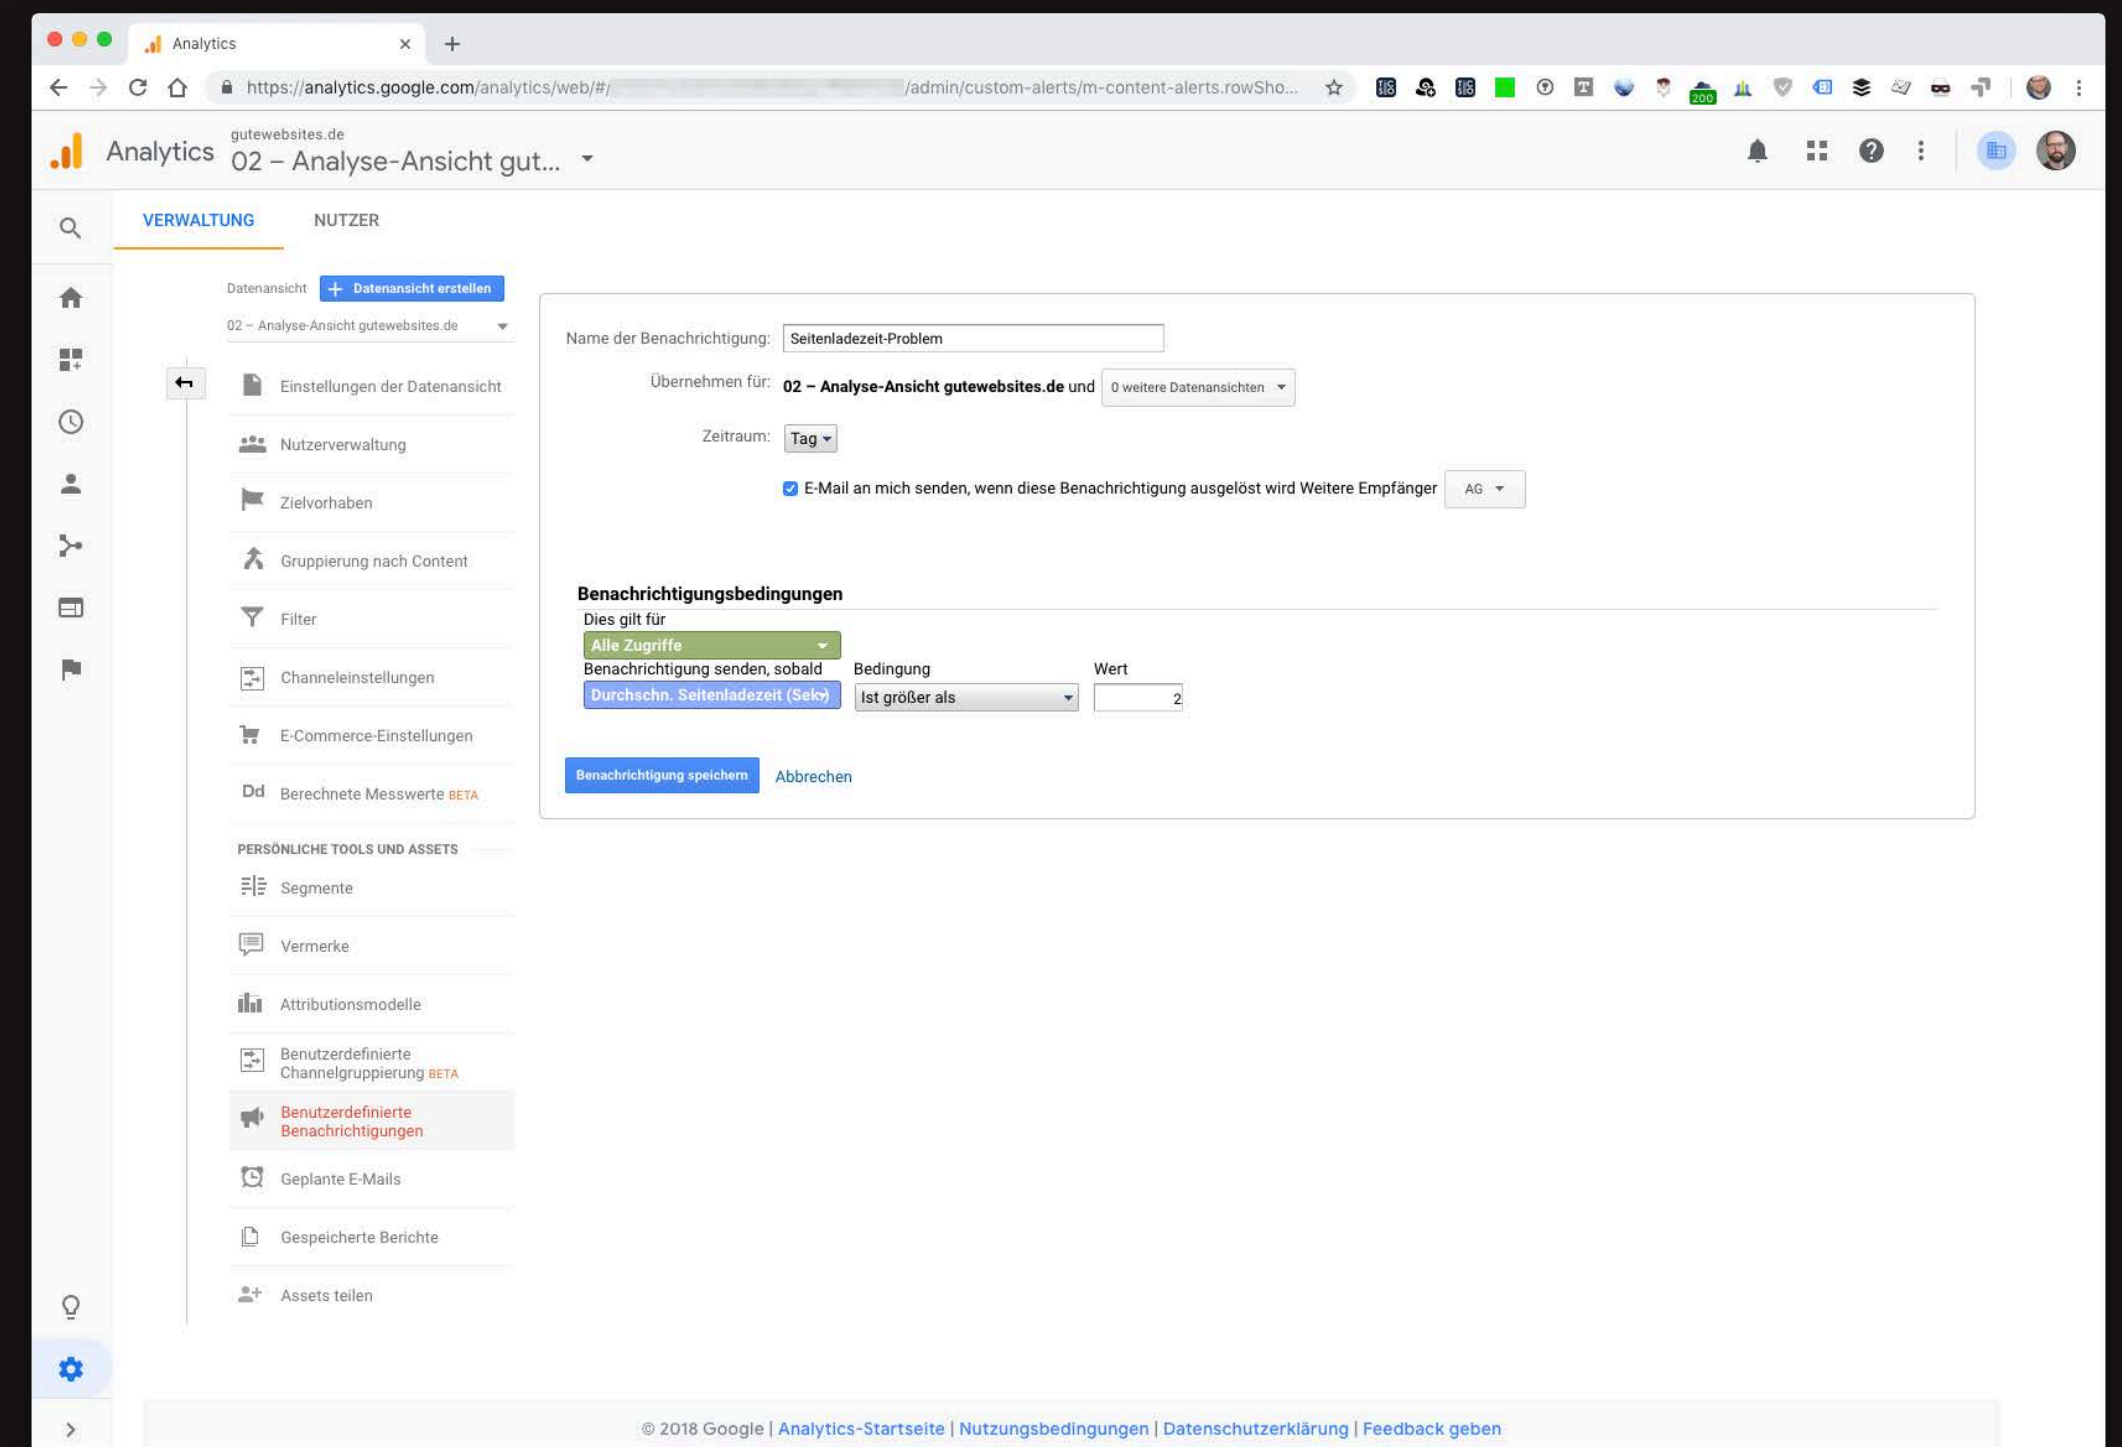 Analytics
https://analytics.google.com/analytics/web/#/ /admin/custom-alerts/m-content-alerts.rowSho...
200
Analytics
gutewebsites.de
02 – Analyse-Ansicht gut...
VERWALTUNG
NUTZER
Datenansicht
Datenansicht erstellen
02 – Analyse-Ansicht gutewebsites.de
Einstellungen der Datenansicht
Nutzerverwaltung
Zielvorhaben
Gruppierung nach Content
Filter
Channeleinstellungen
E-Commerce-Einstellungen
Dd Berechnete Messwerte BETA
PERSÖNLICHE TOOLS UND ASSETS
Segmente
Vermerke
Attributionsmodelle
Benutzerdefinierte
Channelgruppierung BETA
Benutzerdefinierte
Benachrichtigungen
Geplante E-Mails
Gespeicherte Berichte
Assets teilen
Name der Benachrichtigung: Seitenladezeit-Problem
Übernehmen für: 02 – Analyse-Ansicht gutewebsites.de und 0 weitere Datenansichten
Zeitraum: Tag
E-Mail an mich senden, wenn diese Benachrichtigung ausgelöst wird Weitere Empfänger AG
Benachrichtigungsbedingungen
Dies gilt für
Alle Zugriffe
Benachrichtigung senden, sobald Bedingung Wert
Durchschn. Seitenladezeit (Sek.) Ist größer als 2
Benachrichtigung speichern Abbrechen
© 2018 Google | Analytics-Startseite | Nutzungsbedingungen | Datenschutzerklärung | Feedback geben